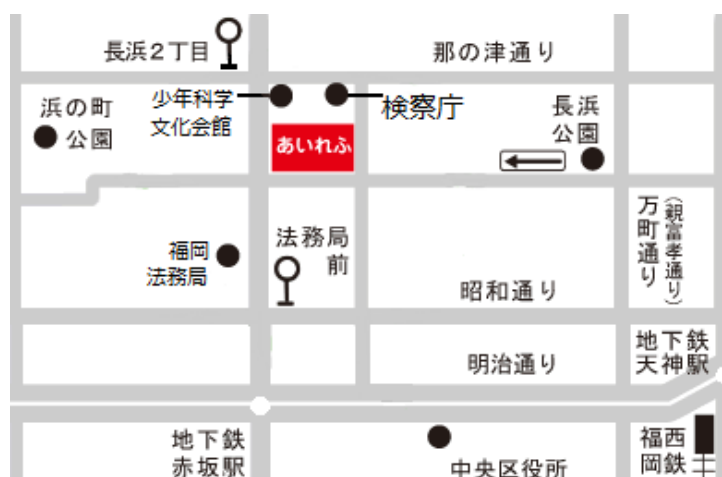 長浜2丁目
那の津通り
少年科学
文化会館
検察庁
浜の町
公園
あいれふ
長浜
公園
福岡
法務局
法務局
前
昭和通り
万町通り
(親富孝通り)
明治通り
地下鉄
天神駅
地下鉄
赤坂駅
中央区役所
福西
岡鉄